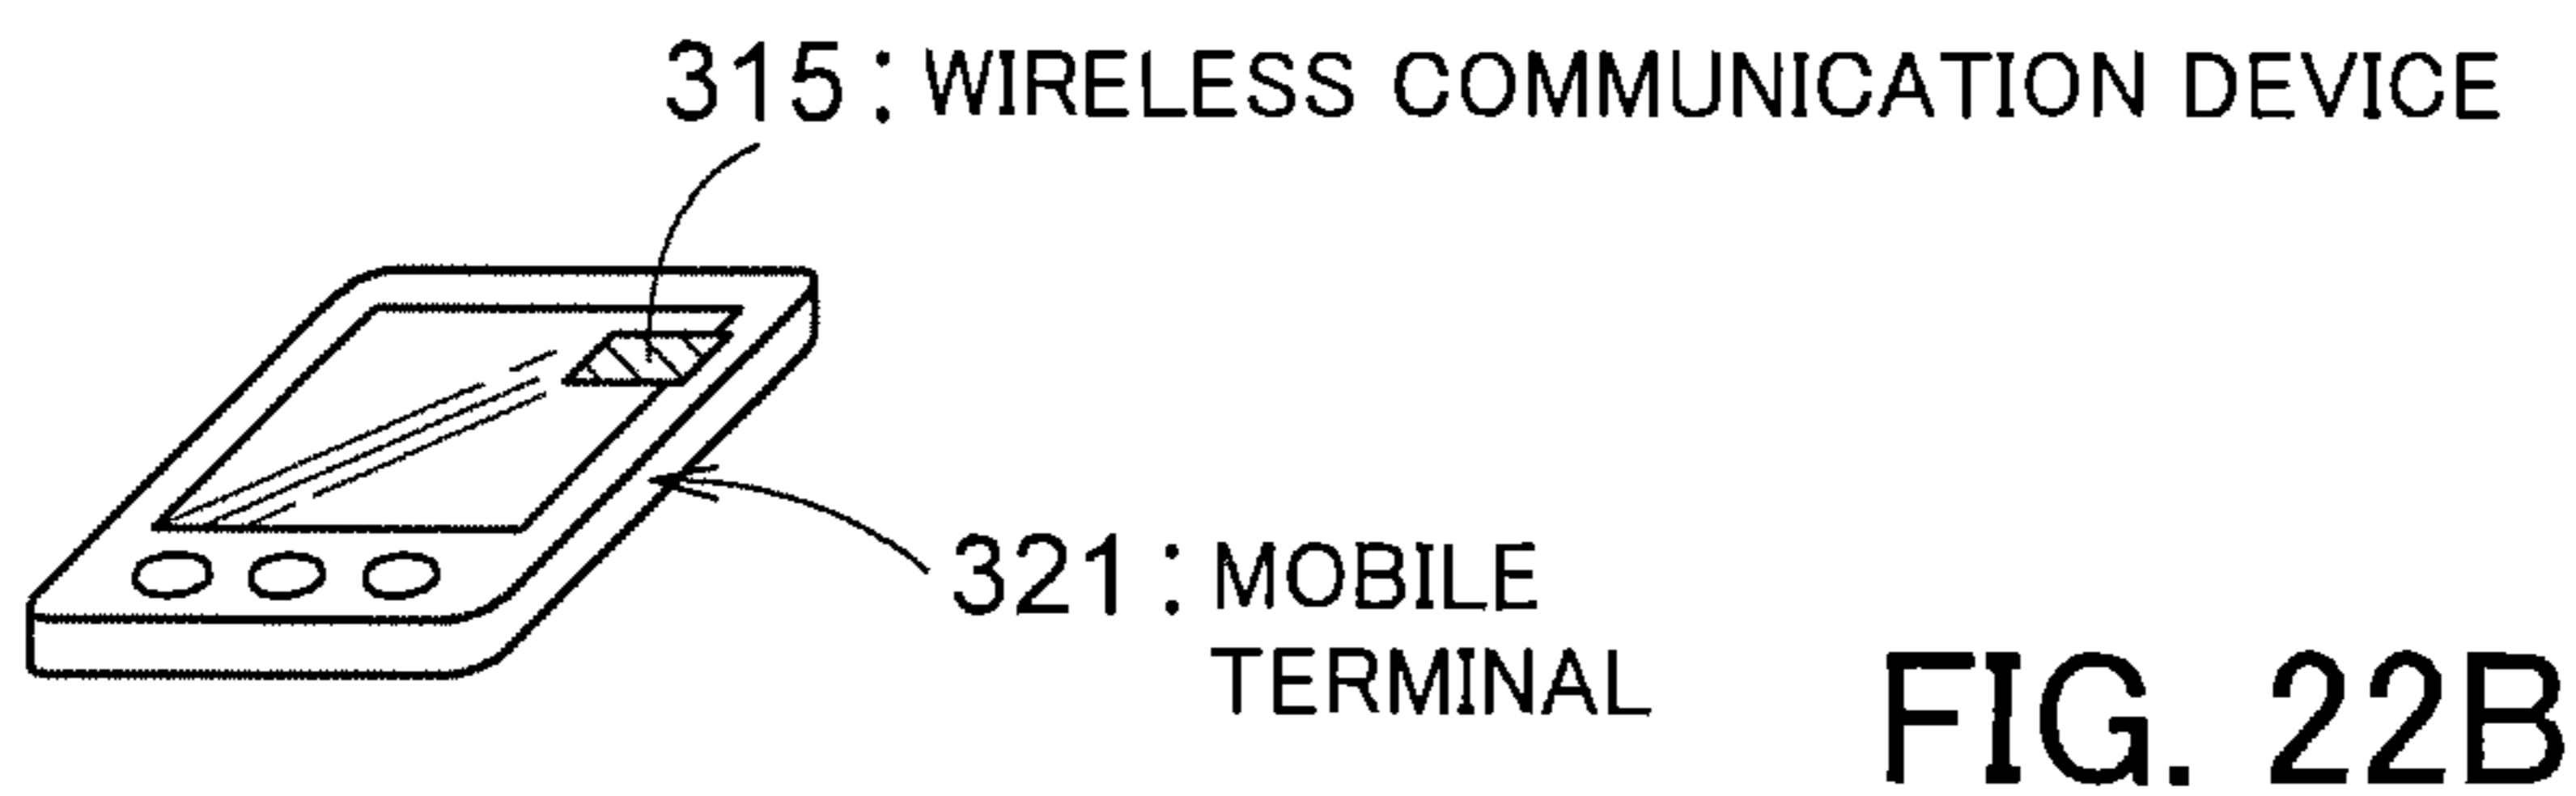 315 : WIRELESS COMMUNICATION DEVICE
321 : MOBILE
TERMINAL
FIG. 22B